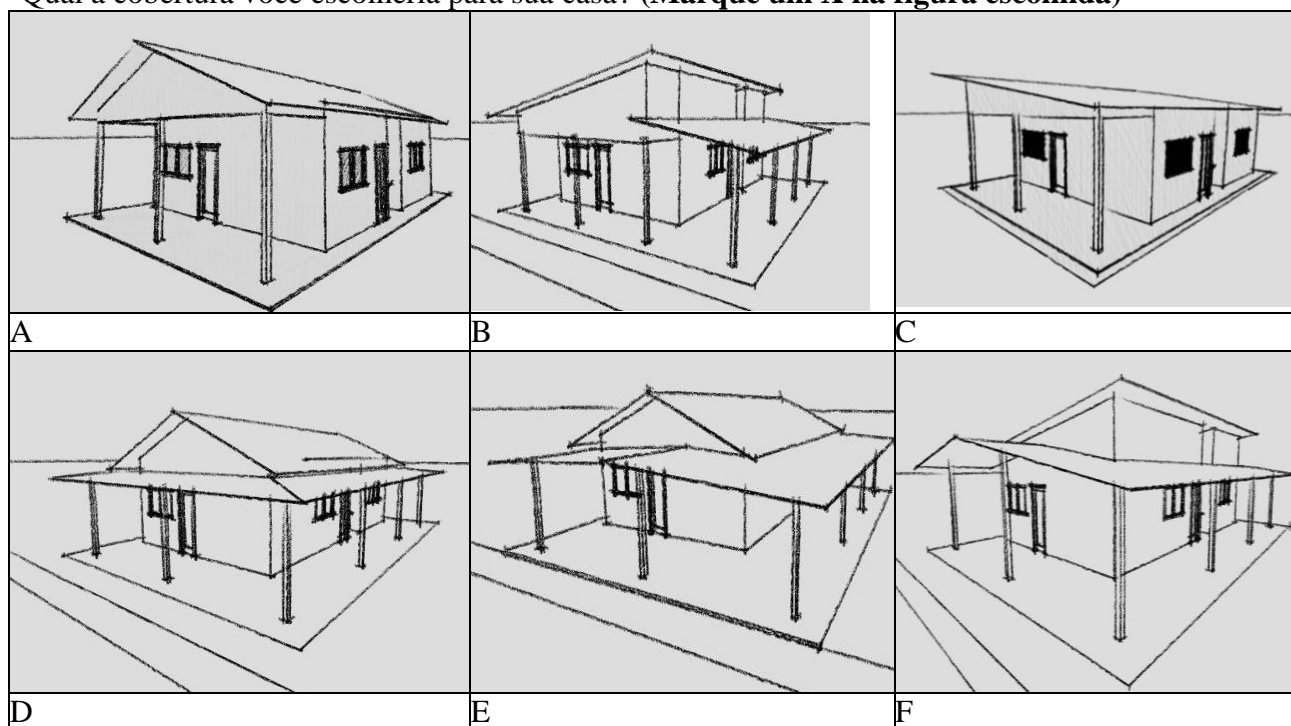 Qual a cobertura você escolheria para sua casa? (Marque um X na figura escolhida)
A
B
C
D
E
F